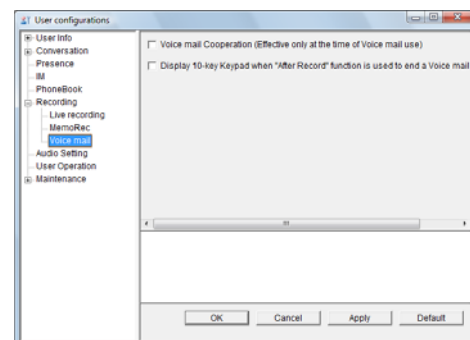 User configurations
User Info
Conversation
Presence
IM
PhoneBook
Recording
Live recording
MemoRec
Voice mail
Audio Setting
User Operation
Maintenance
Voice mail Cooperation (Effective only at the time of Voice mail use)
Display 10-key Keypad when "After Record" function is used to end a Voice mail
OK Cancel Apply Default